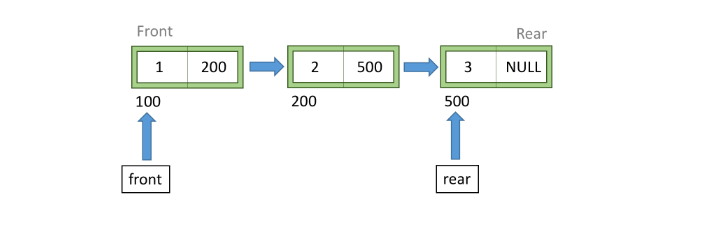 Front
Rear
1 200 2 500 3 NULL
100 200 500
front rear